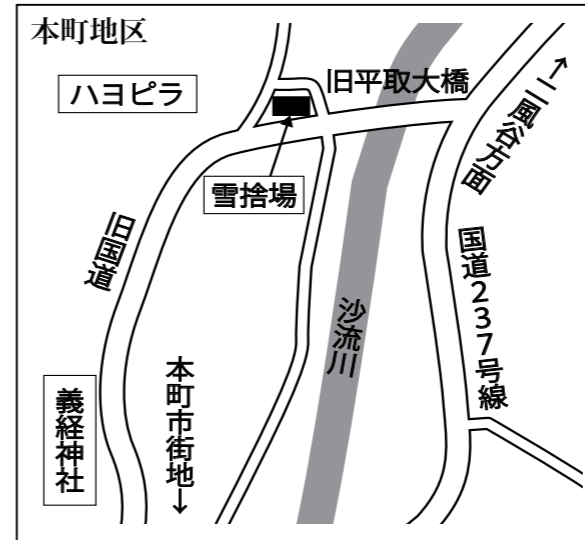 本町地区
ハヨピラ
旧平取大橋
↑二風谷方面
雪捨場
旧国道
国道237号線
沙流川
本町市街地↓
義経神社